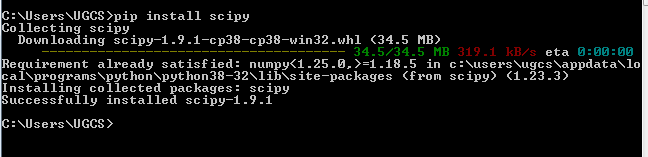 C:\Users\UGCS>pip install scipy
Collecting scipy
  Downloading scipy-1.9.1-cp38-cp38-win32.whl (34.5 MB)
     ---------------------------------------- 34.5/34.5 MB 319.1 kB/s eta 0:00:00
Requirement already satisfied: numpy<1.25.0,>=1.18.5 in c:\users\ugcs\appdata\lo
cal\programs\python\python38-32\lib\site-packages (from scipy) (1.23.3)
Installing collected packages: scipy
Successfully installed scipy-1.9.1
C:\Users\UGCS>